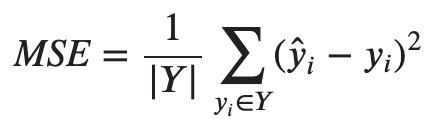 MSE = \frac{1}{|Y|} \sum_{y_i \in Y} (\hat{y}_i - y_i)^2